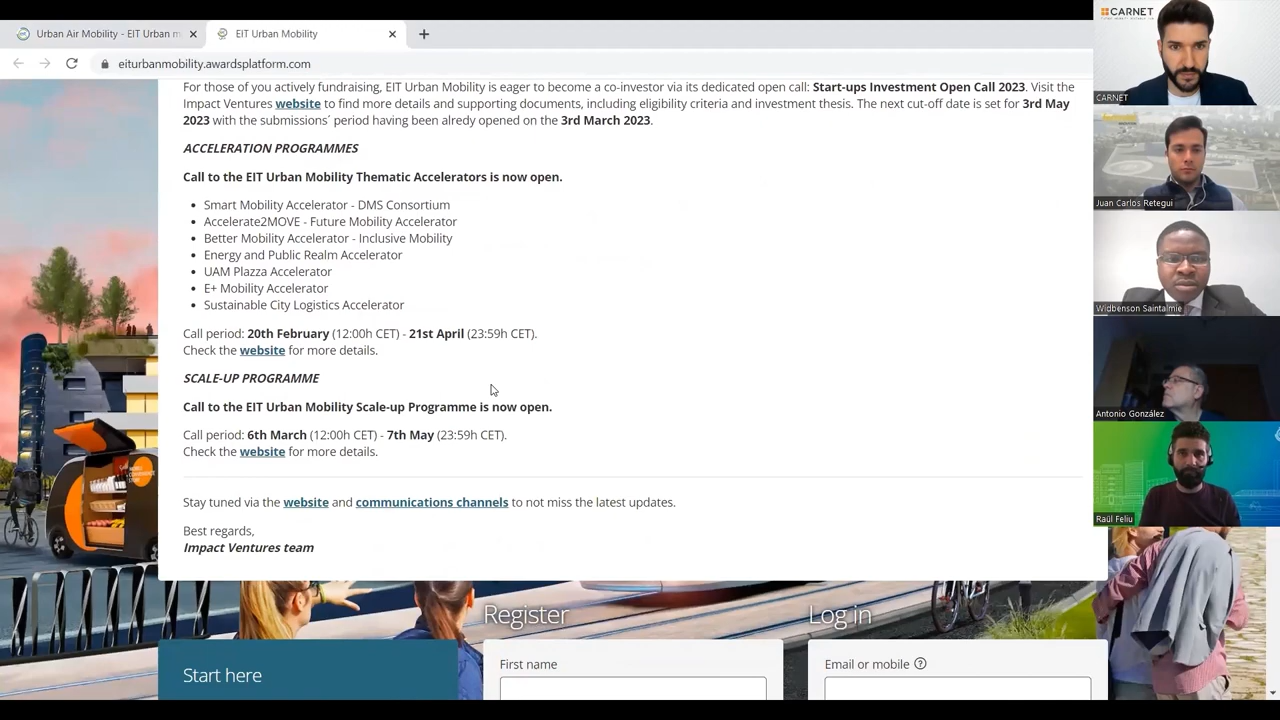 Urban Air Mobility - EIT Urban m
EIT Urban Mobility
eiturbanmobility.awardsplatform.com
For those of you actively fundraising, EIT Urban Mobility is eager to become a co-investor via its dedicated open call: Start-ups Investment Open Call 2023. Visit the
Impact Ventures website to find more details and supporting documents, including eligibility criteria and investment thesis. The next cut-off date is set for 3rd May
2023 with the submissions´ period having been alredy opened on the 3rd March 2023.
ACCELERATION PROGRAMMES
Call to the EIT Urban Mobility Thematic Accelerators is now open.
Smart Mobility Accelerator - DMS Consortium
Accelerate2MOVE - Future Mobility Accelerator
Better Mobility Accelerator - Inclusive Mobility
Energy and Public Realm Accelerator
UAM Plazza Accelerator
E+ Mobility Accelerator
Sustainable City Logistics Accelerator
Call period: 20th February (12:00h CET) - 21st April (23:59h CET).
Check the website for more details.
SCALE-UP PROGRAMME
Call to the EIT Urban Mobility Scale-up Programme is now open.
Call period: 6th March (12:00h CET) - 7th May (23:59h CET).
Check the website for more details.
Stay tuned via the website and communications channels to not miss the latest updates.
Best regards,
Impact Ventures team
Register
Log in
Start here
First name
Email or mobile
CARNET
CARNET
Juan Carlos Retegui
Widbenson Saintalmie
Antonio González
Raúl Feliu